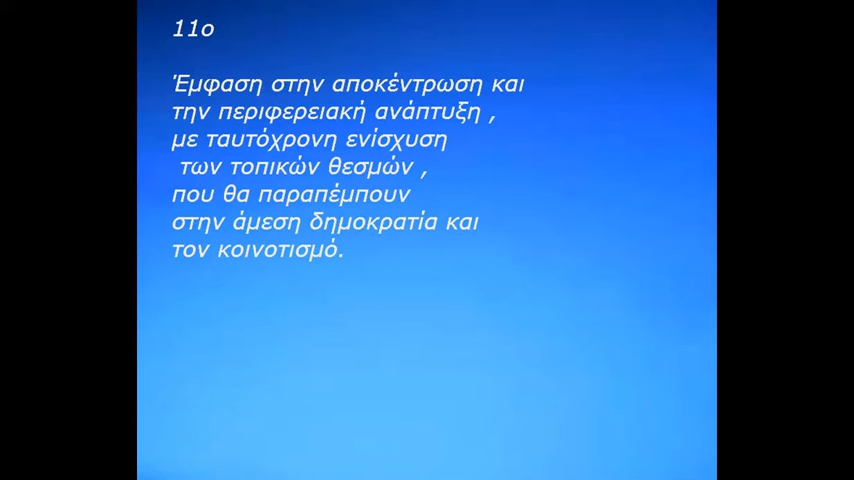 11ο
Έμφαση στην αποκέντρωση και
την περιφερειακή ανάπτυξη ,
με ταυτόχρονη ενίσχυση
των τοπικών θεσμών ,
που θα παραπέμπουν
στην άμεση δημοκρατία και
τον κοινοτισμό.